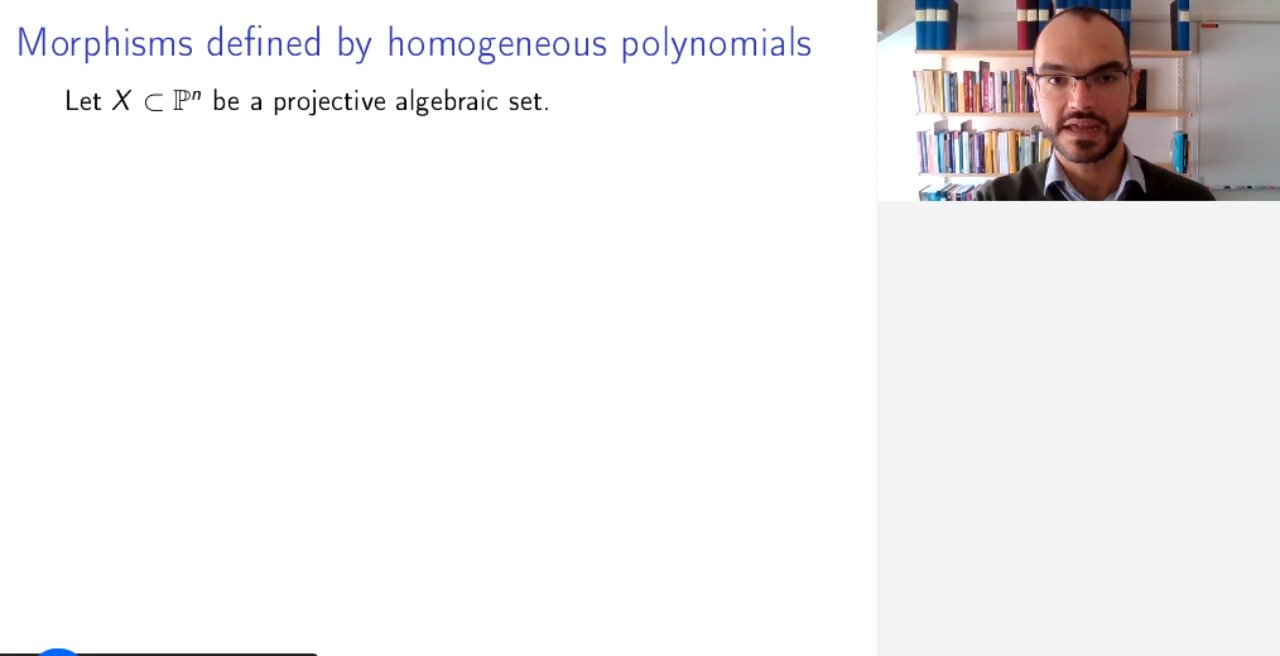 Morphisms defined by homogeneous polynomials
Let X ⊂ ℙⁿ be a projective algebraic set.